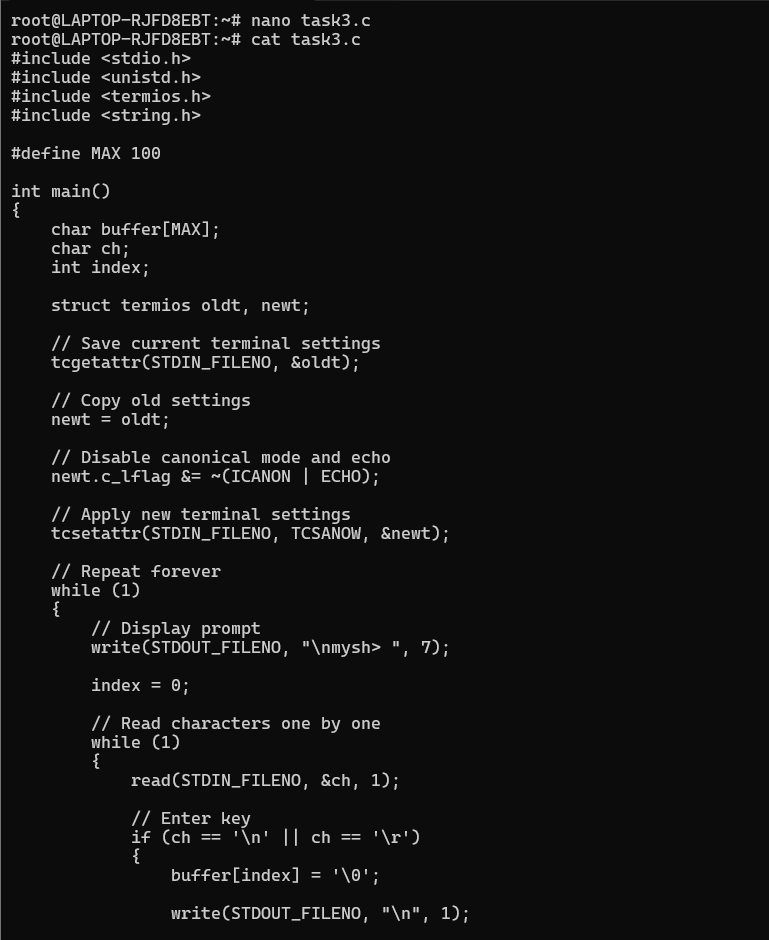 root@LAPTOP-RJFD8EBT:~# nano task3.c
root@LAPTOP-RJFD8EBT:~# cat task3.c
#include <stdio.h>
#include <unistd.h>
#include <termios.h>
#include <string.h>

#define MAX 100

int main()
{
    char buffer[MAX];
    char ch;
    int index;

    struct termios oldt, newt;

    // Save current terminal settings
    tcgetattr(STDIN_FILENO, &oldt);

    // Copy old settings
    newt = oldt;

    // Disable canonical mode and echo
    newt.c_lflag &= ~(ICANON | ECHO);

    // Apply new terminal settings
    tcsetattr(STDIN_FILENO, TCSANOW, &newt);

    // Repeat forever
    while (1)
    {
        // Display prompt
        write(STDOUT_FILENO, "\nmysh> ", 7);

        index = 0;

        // Read characters one by one
        while (1)
        {
            read(STDIN_FILENO, &ch, 1);

            // Enter key
            if (ch == '\n' || ch == '\r')
            {
                buffer[index] = '\0';

                write(STDOUT_FILENO, "\n", 1);